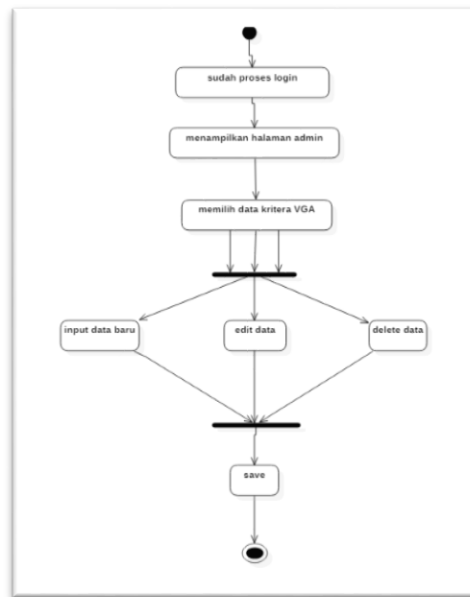 sudah proses login
menampilkan halaman admin
memilih data kritera VGA
input data baru
edit data
delete data
save